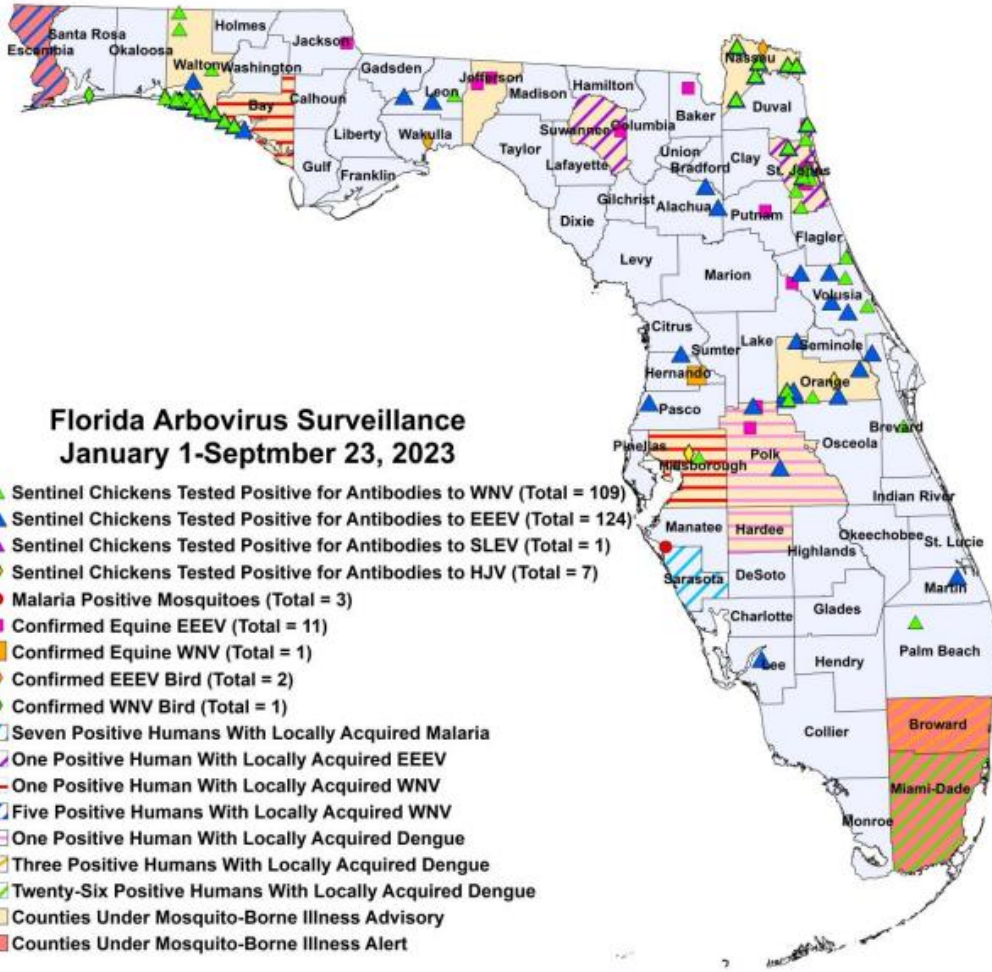 Holmes
Santa Rosa
Jackson
Escambia
Okaloosa
Walton
Washington
Gadsden
Jefferson
Hamilton
Nassau
Calhoun
Leon
Madison
Bay
Baker
Duval
Liberty
Wakulla
Suwannee
Columbia
Taylor
Union
Clay
Gulf
Franklin
Lafayette
Bradford
St. Johns
Gilchrist
Alachua
Putnam
Dixie
Flagler
Levy
Marion
Volusia
Citrus
Lake
Seminole
Sumter
Hernando
Orange
Pasco
Brevard
Florida Arbovirus Surveillance
January 1-Septmber 23, 2023
Osceola
Pinellas
Hillsborough
Polk
Sentinel Chickens Tested Positive for Antibodies to WNV (Total = 109)
Indian River
Sentinel Chickens Tested Positive for Antibodies to EEEV (Total = 124)
Manatee
Hardee
Okeechobee
St. Lucie
Sentinel Chickens Tested Positive for Antibodies to SLEV (Total = 1)
Highlands
Sentinel Chickens Tested Positive for Antibodies to HJV (Total = 7)
Sarasota
DeSoto
Martin
Malaria Positive Mosquitoes (Total = 3)
Charlotte
Glades
Confirmed Equine EEEV (Total = 11)
Confirmed Equine WNV (Total = 1)
Lee
Hendry
Palm Beach
Confirmed EEEV Bird (Total = 2)
Confirmed WNV Bird (Total = 1)
Seven Positive Humans With Locally Acquired Malaria
Collier
Broward
One Positive Human With Locally Acquired EEEV
One Positive Human With Locally Acquired WNV
Miami-Dade
Five Positive Humans With Locally Acquired WNV
Monroe
One Positive Human With Locally Acquired Dengue
Three Positive Humans With Locally Acquired Dengue
Twenty-Six Positive Humans With Locally Acquired Dengue
Counties Under Mosquito-Borne Illness Advisory
Counties Under Mosquito-Borne Illness Alert